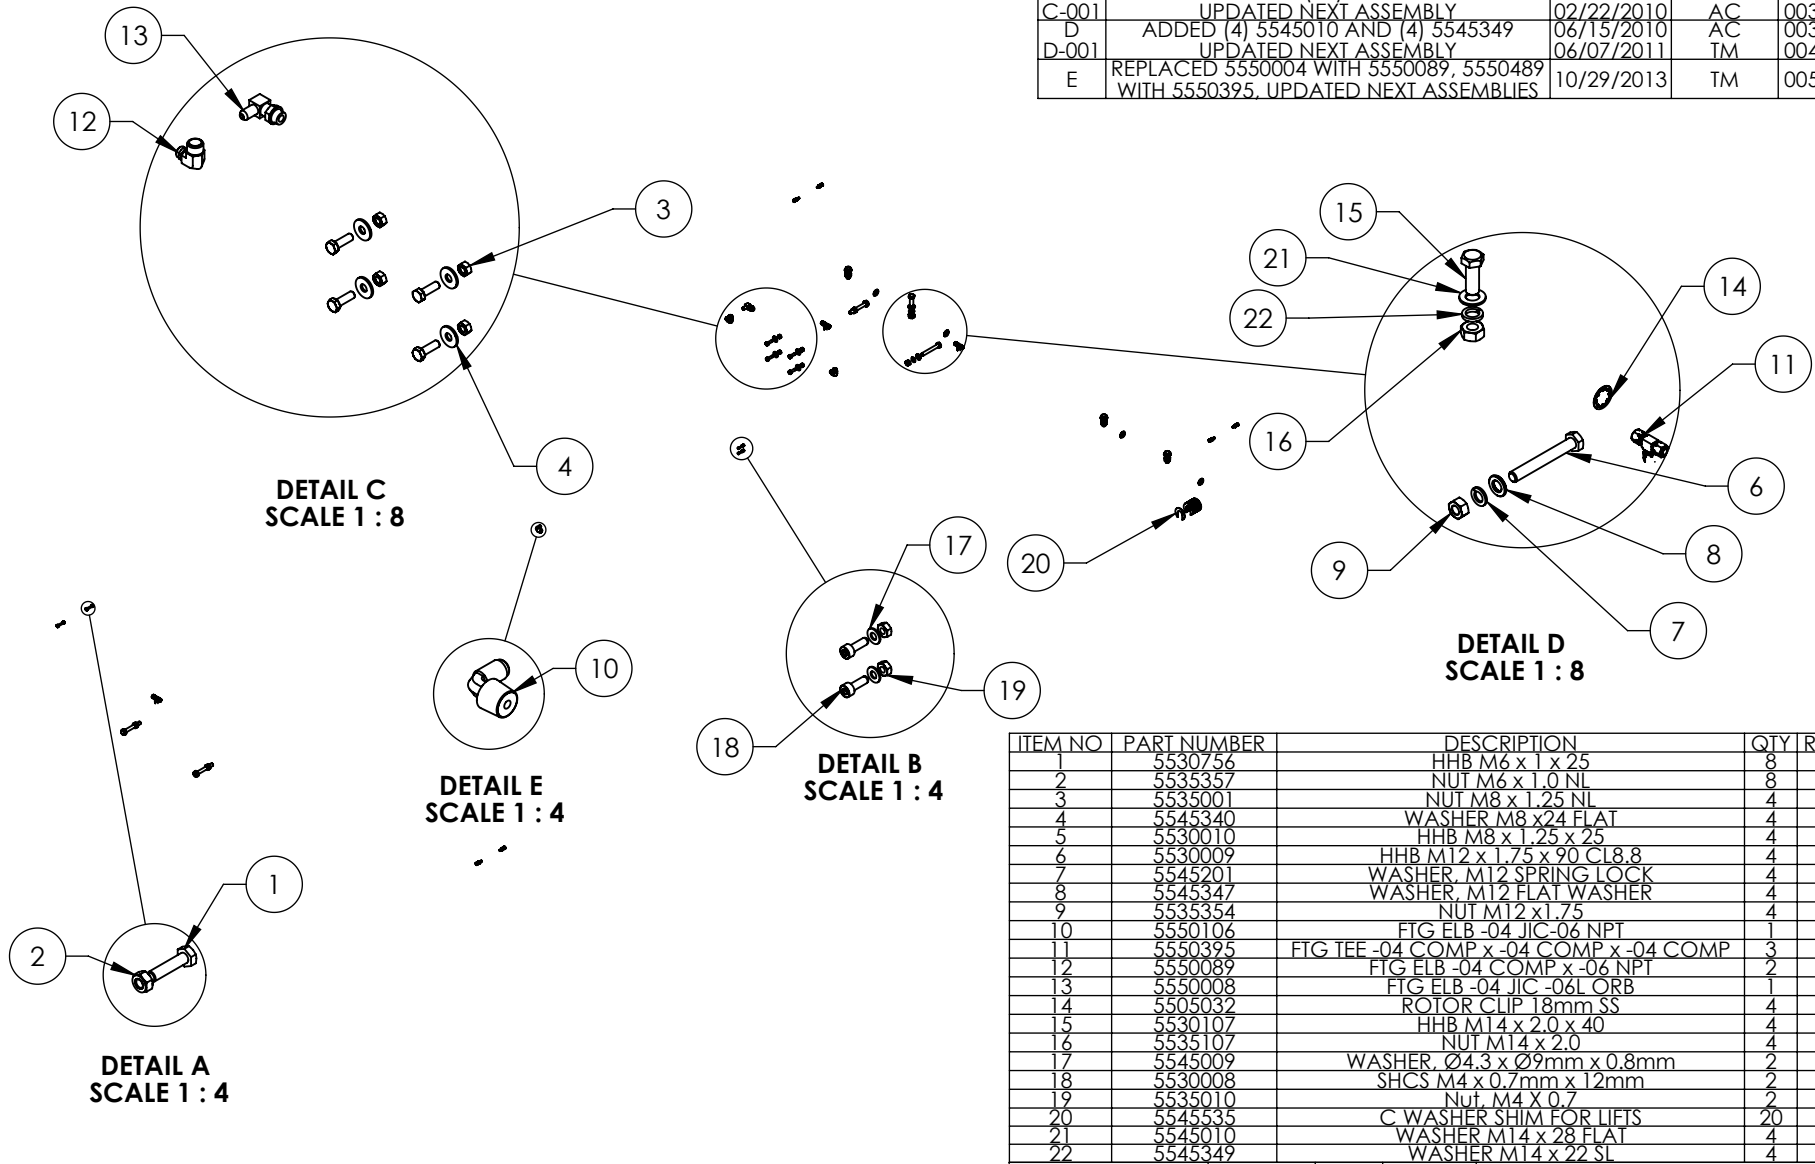 C-001 UPDATED NEXT ASSEMBLY 02/22/2010 AC 003
D ADDED (4) 5545010 AND (4) 5545349 06/15/2010 AC 003
D-001 UPDATED NEXT ASSEMBLY 06/07/2011 TM 004
E REPLACED 5550004 WITH 5550089, 5550489 10/29/2013 TM 005
WITH 5550395, UPDATED NEXT ASSEMBLIES
13
12
3
4
DETAIL C
SCALE 1 : 8
15
21
22
14
16
11
6
8
9
7
20
DETAIL D
SCALE 1 : 8
17
19
18
DETAIL B
SCALE 1 : 4
10
DETAIL E
SCALE 1 : 4
1
2
DETAIL A
SCALE 1 : 4
ITEM NO PART NUMBER DESCRIPTION QTY R
1 5530756 HHB M6 x 1 x 25 8
2 5535357 NUT M6 x 1.0 NL 8
3 5535001 NUT M8 x 1.25 NL 4
4 5545340 WASHER M8 x24 FLAT 4
5 5530010 HHB M8 x 1.25 x 25 4
6 5530009 HHB M12 x 1.75 x 90 CL8.8 4
7 5545201 WASHER, M12 SPRING LOCK 4
8 5545347 WASHER, M12 FLAT WASHER 4
9 5535354 NUT M12 x1.75 4
10 5550106 FTG ELB -04 JIC-06 NPT 1
11 5550395 FTG TEE -04 COMP x -04 COMP x -04 COMP 3
12 5550089 FTG ELB -04 COMP x -06 NPT 2
13 5550008 FTG ELB -04 JIC -06L ORB 1
14 5505032 ROTOR CLIP 18mm SS 4
15 5530107 HHB M14 x 2.0 x 40 4
16 5535107 NUT M14 x 2.0 4
17 5545009 WASHER, Ø4.3 x Ø9mm x 0.8mm 2
18 5530008 SHCS M4 x 0.7mm x 12mm 2
19 5535010 Nut, M4 X 0.7 2
20 5545535 C WASHER SHIM FOR LIFTS 20
21 5545010 WASHER M14 x 28 FLAT 4
22 5545349 WASHER M14 x 22 SL 4